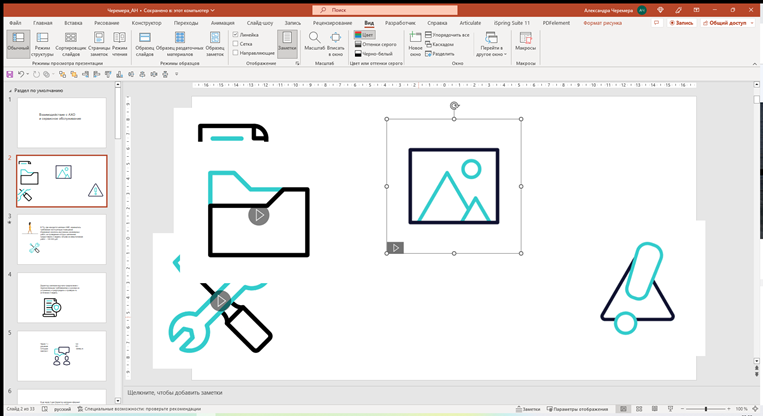 Черемера_АН • Сохранено в этот компьютер
Поиск
Александра Черемера
Файл Главная Вставка Рисование Конструктор Переходы Анимация Слайд-шоу Запись Рецензирование Вид Разработчик Справка Articulate iSpring Suite 11 PDFelement Формат рисунка
Запись Общий доступ
Обычный
Режим структуры
Сортировщик слайдов
Страницы заметок
Режим чтения
Режимы просмотра презентации
Образец слайдов
Образец раздаточных материалов
Образец заметок
Режимы образцов
Линейка
Сетка
Направляющие
Отображение
Заметки
Масштаб
Вписать в окно
Масштаб
Цвет
Оттенки серого
Черно-белый
Цвет или оттенки серого
Новое окно
Упорядочить все
Каскадом
Разделить
Перейти в другое окно
Окно
Макросы
Макросы
Раздел по умолчанию
1
Взаимодействие с АХО
2
3
4
5
6
Щелкните, чтобы добавить заметки
Слайд 2 из 33 русский Специальные возможности: проверьте рекомендации Заметки Параметры отображения 100 %